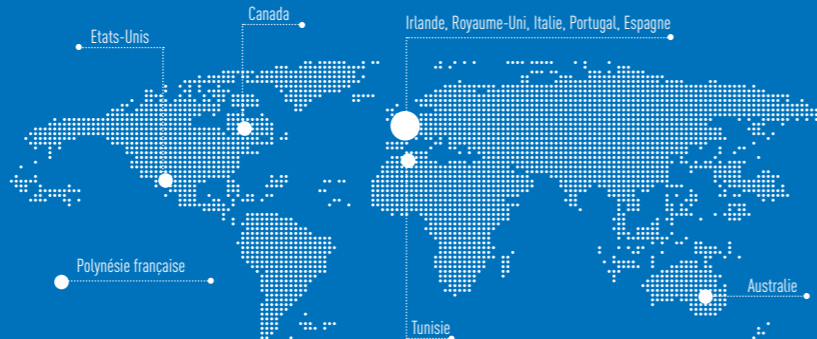 Canada
Irlande, Royaume-Uni, Italie, Portugal, Espagne
Etats-Unis
Polynésie française
Australie
Tunisie